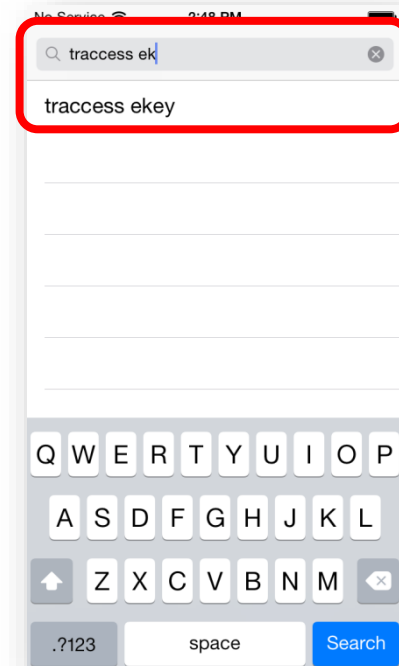 No Service 2:48 PM
traccess ek
traccess ekey
Q W E R T Y U I O P
A S D F G H J K L
Z X C V B N M
.?123 space Search